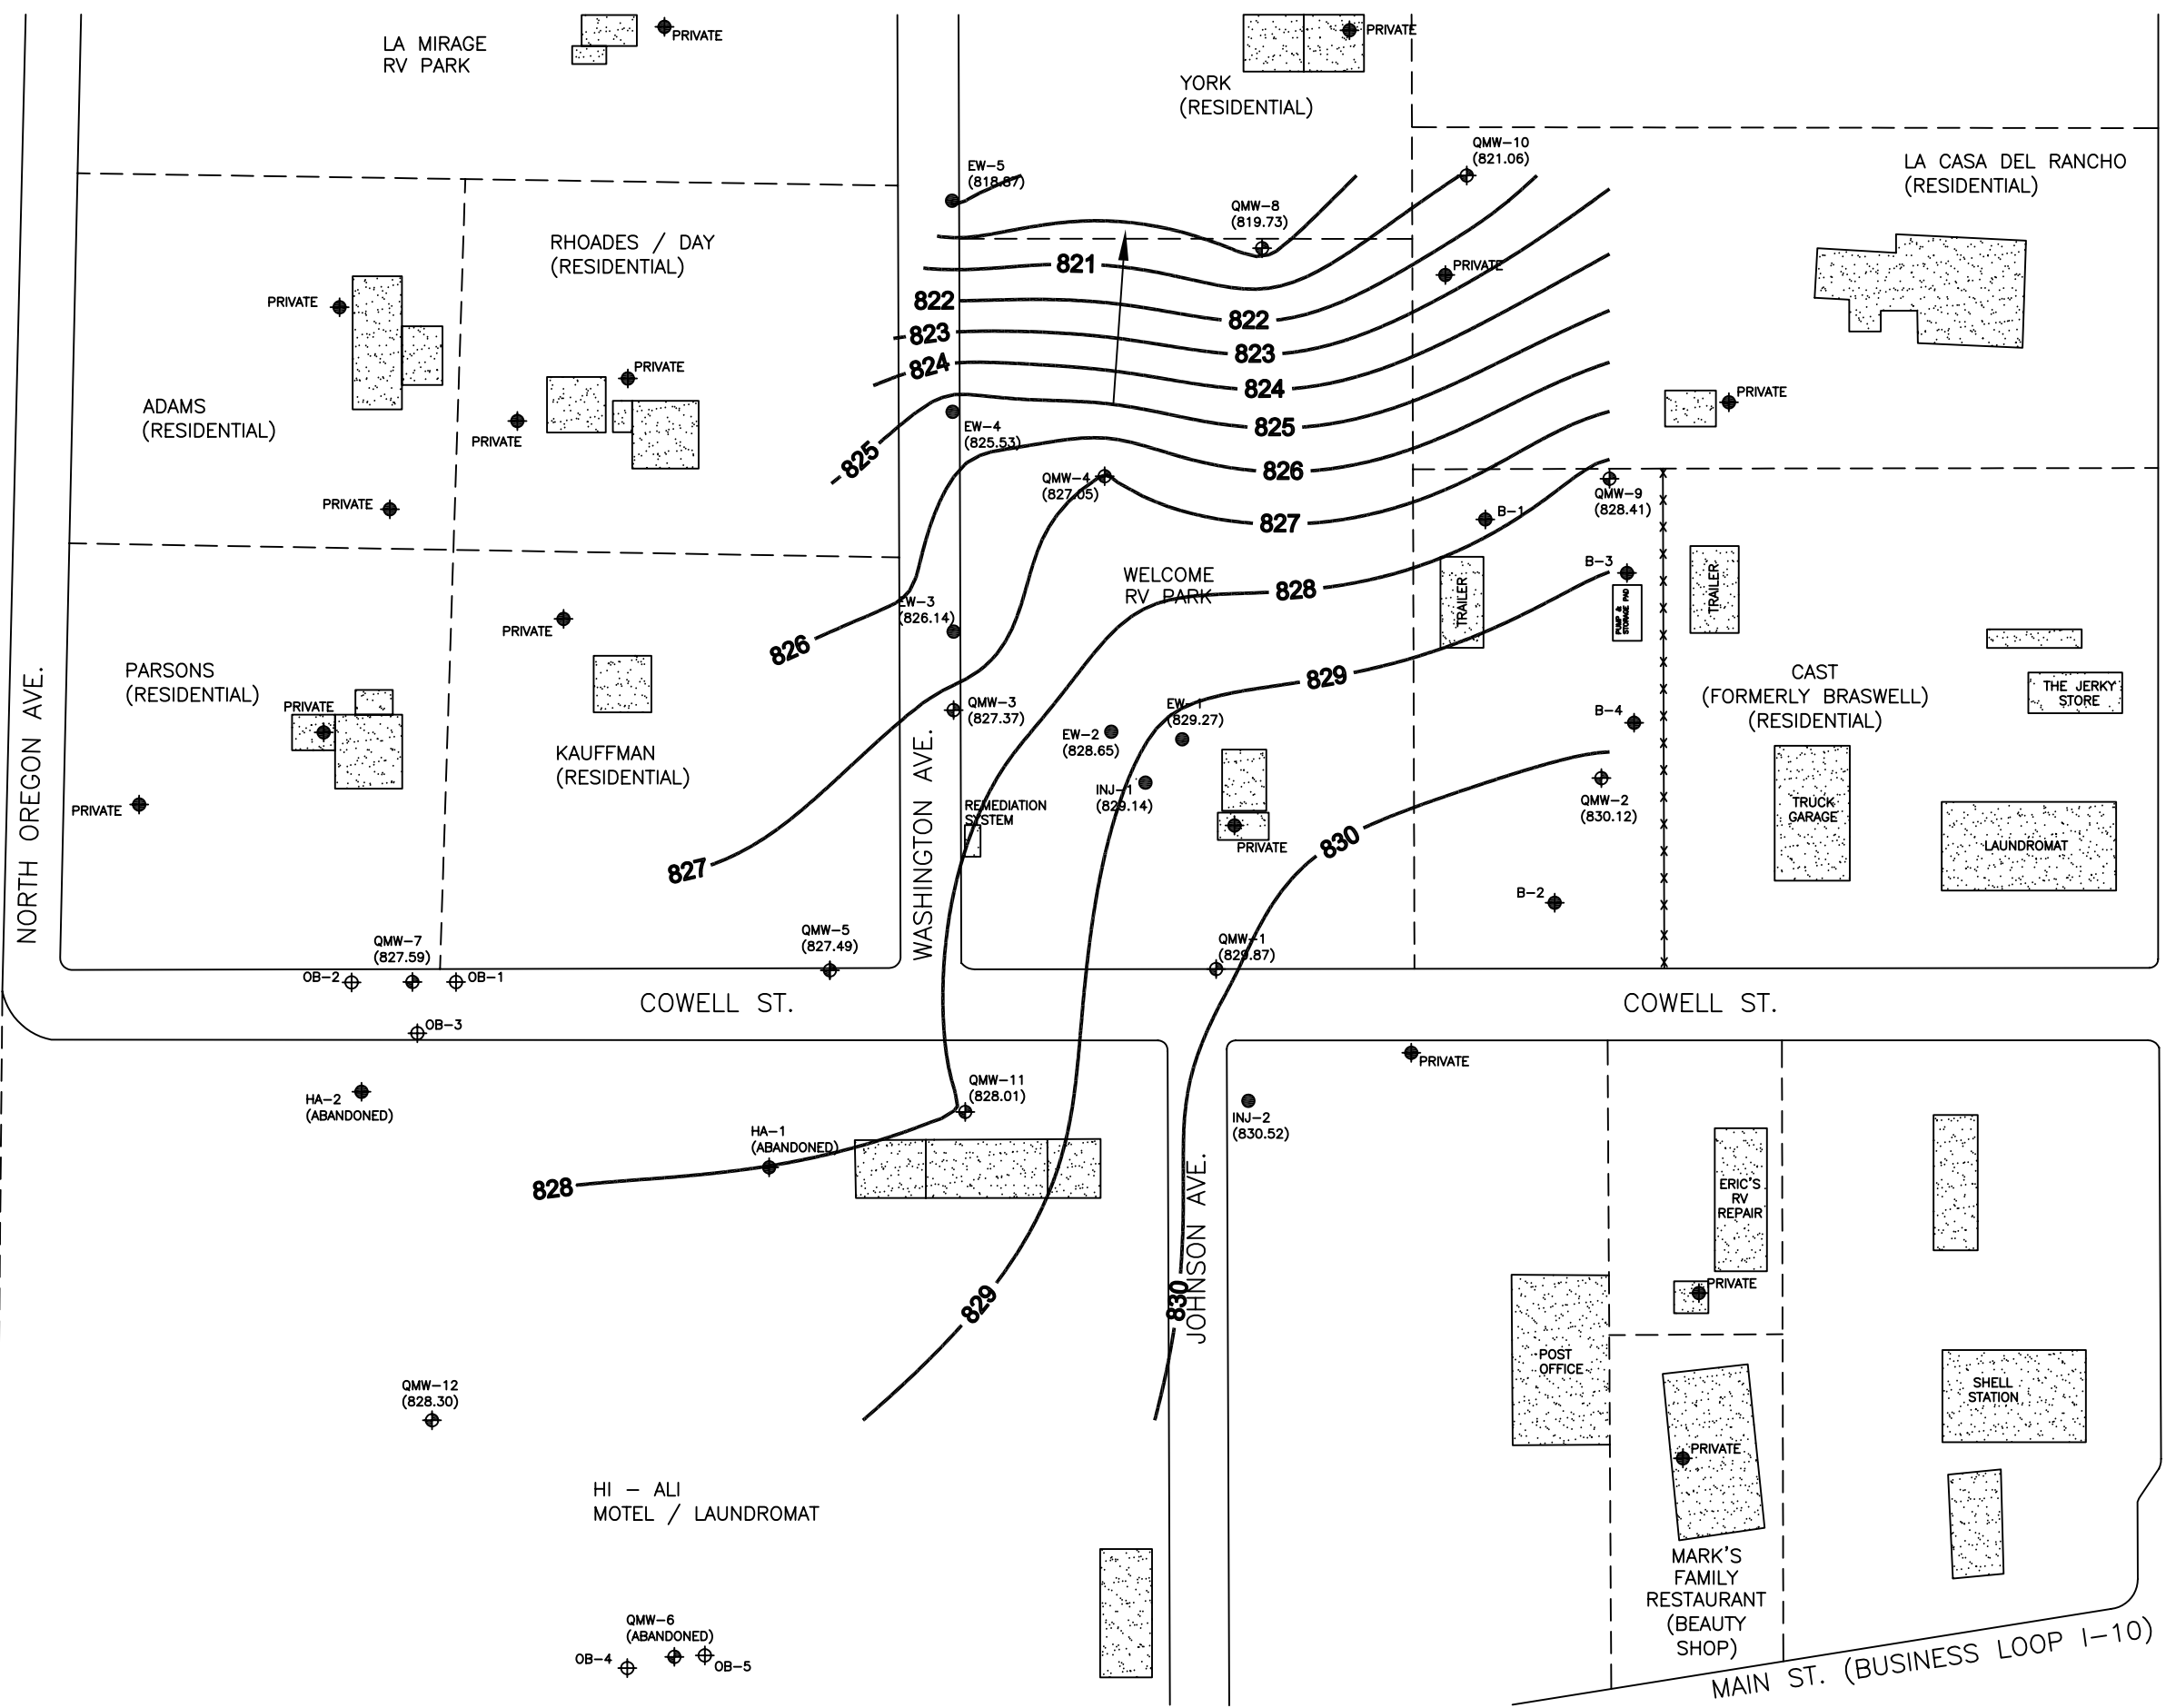 LA MIRAGE
RV PARK
PRIVATE
PRIVATE
YORK
(RESIDENTIAL)
QMW-10
(821.06)
LA CASA DEL RANCHO
(RESIDENTIAL)
EW-5
(818.87)
QMW-8
(819.73)
RHOADES / DAY
(RESIDENTIAL)
821
PRIVATE
PRIVATE
822
822
823
823
824
824
PRIVATE
PRIVATE
ADAMS
(RESIDENTIAL)
PRIVATE
EW-4
(825.53)
825
825
826
QMW-4
(827.05)
QMW-9
(828.41)
PRIVATE
827
B-1
B-3
WELCOME
RV PARK
828
TRAILER
PUMP &
STORAGE PAD
TRAILER
EW-3
(826.14)
PRIVATE
826
PARSONS
(RESIDENTIAL)
PRIVATE
829
CAST
(FORMERLY BRASWELL)
(RESIDENTIAL)
THE JERKY
STORE
QMW-3
(827.37)
EW-1
(829.27)
EW-2
(828.65)
B-4
KAUFFMAN
(RESIDENTIAL)
INJ-1
(829.14)
QMW-2
(830.12)
TRUCK
GARAGE
PRIVATE
REMEDIATION
SYSTEM
PRIVATE
830
LAUNDROMAT
827
B-2
NORTH OREGON AVE.
WASHINGTON AVE.
QMW-7
(827.59)
QMW-5
(827.49)
QMW-1
(829.87)
OB-2
OB-1
COWELL ST.
COWELL ST.
OB-3
PRIVATE
HA-2
(ABANDONED)
QMW-11
(828.01)
INJ-2
(830.52)
HA-1
(ABANDONED)
828
ERIC'S
RV
REPAIR
JOHNSON AVE.
829
830
PRIVATE
POST
OFFICE
SHELL
STATION
QMW-12
(828.30)
PRIVATE
HI - ALI
MOTEL / LAUNDROMAT
MARK'S
FAMILY
RESTAURANT
(BEAUTY
SHOP)
QMW-6
(ABANDONED)
OB-4
OB-5
MAIN ST. (BUSINESS LOOP I-10)